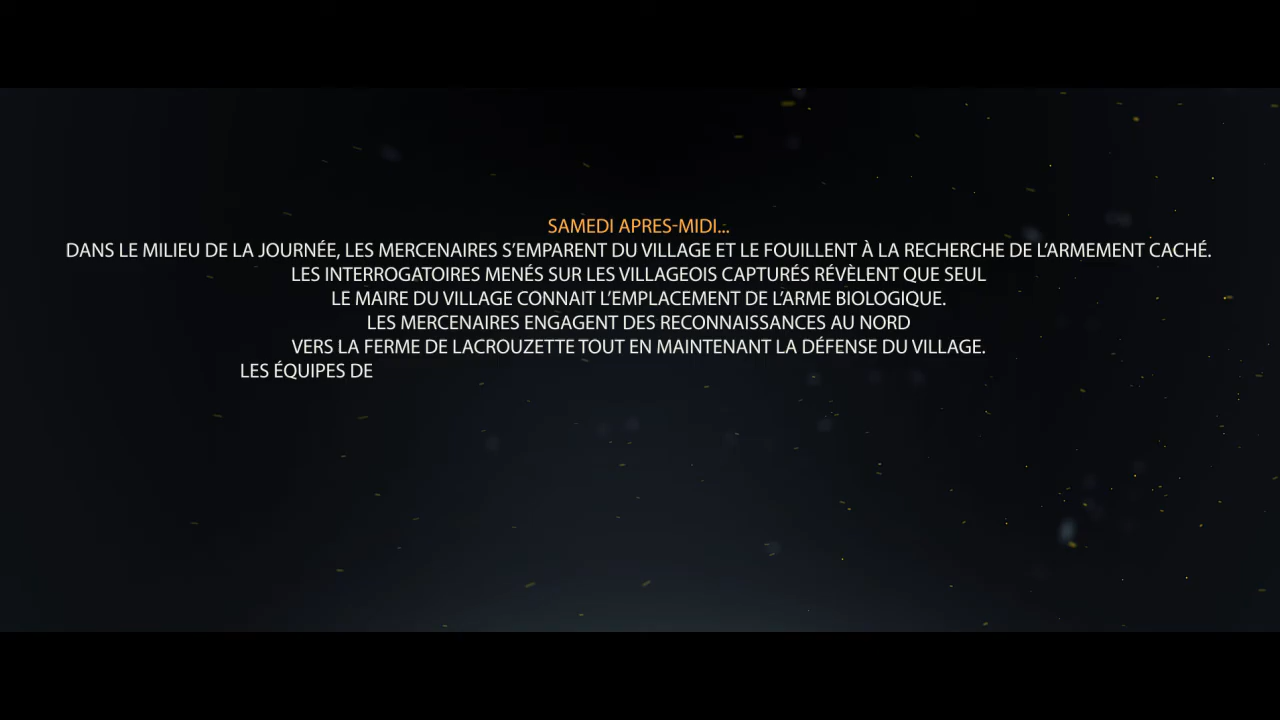 SAMEDI APRES-MIDI...
DANS LE MILIEU DE LA JOURNÉE, LES MERCENAIRES S’EMPARENT DU VILLAGE ET LE FOUILLENT À LA RECHERCHE DE L’ARMEMENT CACHÉ.
LES INTERROGATOIRES MENÉS SUR LES VILLAGEOIS CAPTURÉS RÉVÈLENT QUE SEUL
LE MAIRE DU VILLAGE CONNAIT L’EMPLACEMENT DE L’ARME BIOLOGIQUE.
LES MERCENAIRES ENGAGENT DES RECONNAISSANCES AU NORD
VERS LA FERME DE LACROUZETTE TOUT EN MAINTENANT LA DÉFENSE DU VILLAGE.
LES ÉQUIPES DE